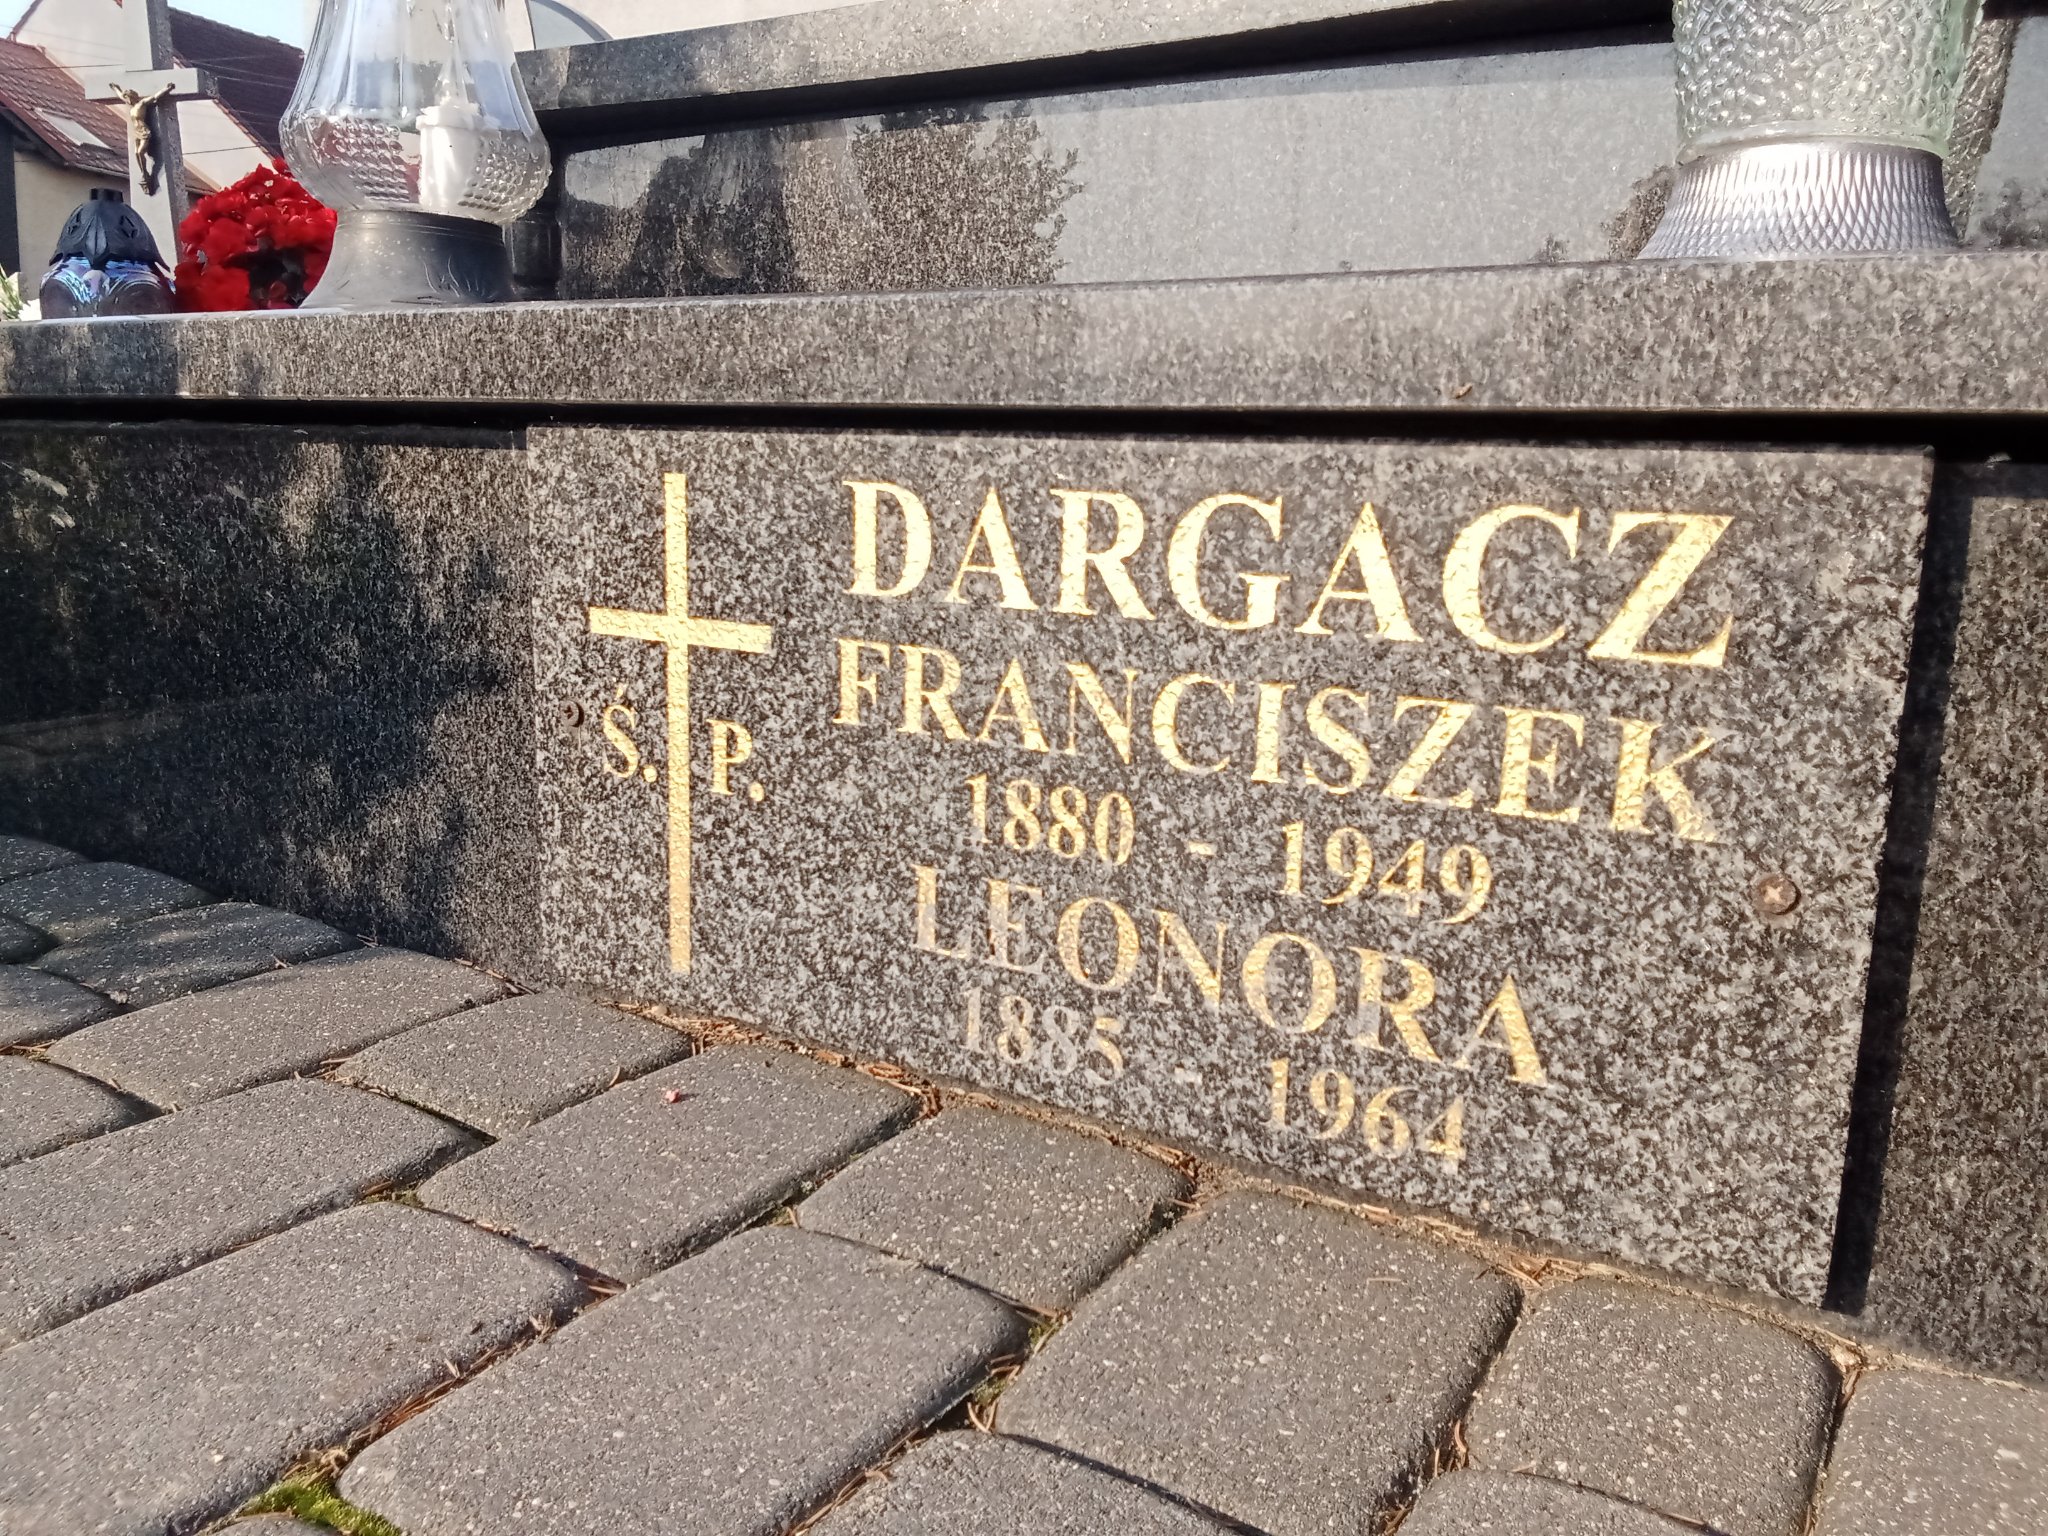 DARGACZ
FRANCISZEK
Ś. P.
1880 - 1949
LEONORA
1885 - 1964